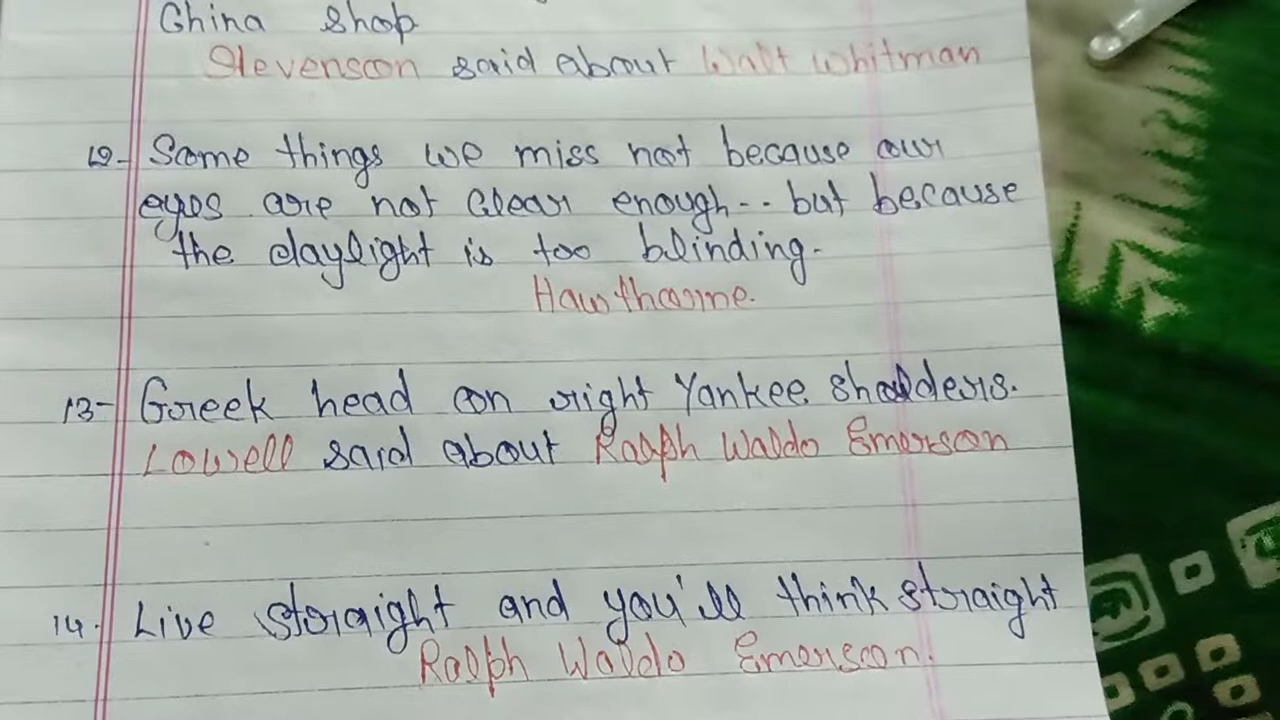 China shop
Stevenson said about Walt Whitman
12- Some things we miss not because our
eyes are not clear enough-- but because
the daylight is too blinding-
Hawthorne.
13- Greek head on right Yankee sholders.
Lowell said about Ralph Waldo Emerson
14. Live straight and you'll think straight
Ralph Waldo Emerson.